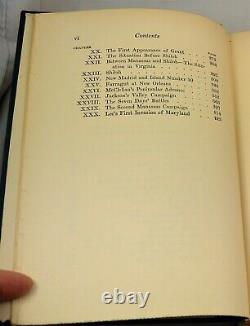 vi Contents
CHAPTER PAGE
XX. The First Appearance of Grant
XXI. The Situation Before Shiloh
XXII. Between Manassas and Shiloh—The Situ-
ation in Virginia
XXIII. Shiloh
XXIV. New Madrid and Island Number 10
XXV. Farragut at New Orleans
XXVI. McClellan's Peninsular Advance
XXVII. Jackson's Valley Campaign
XXVIII. The Seven Days' Battles
XXIX. The Second Manassas Campaign
XXX. Lee's First Invasion of Maryland